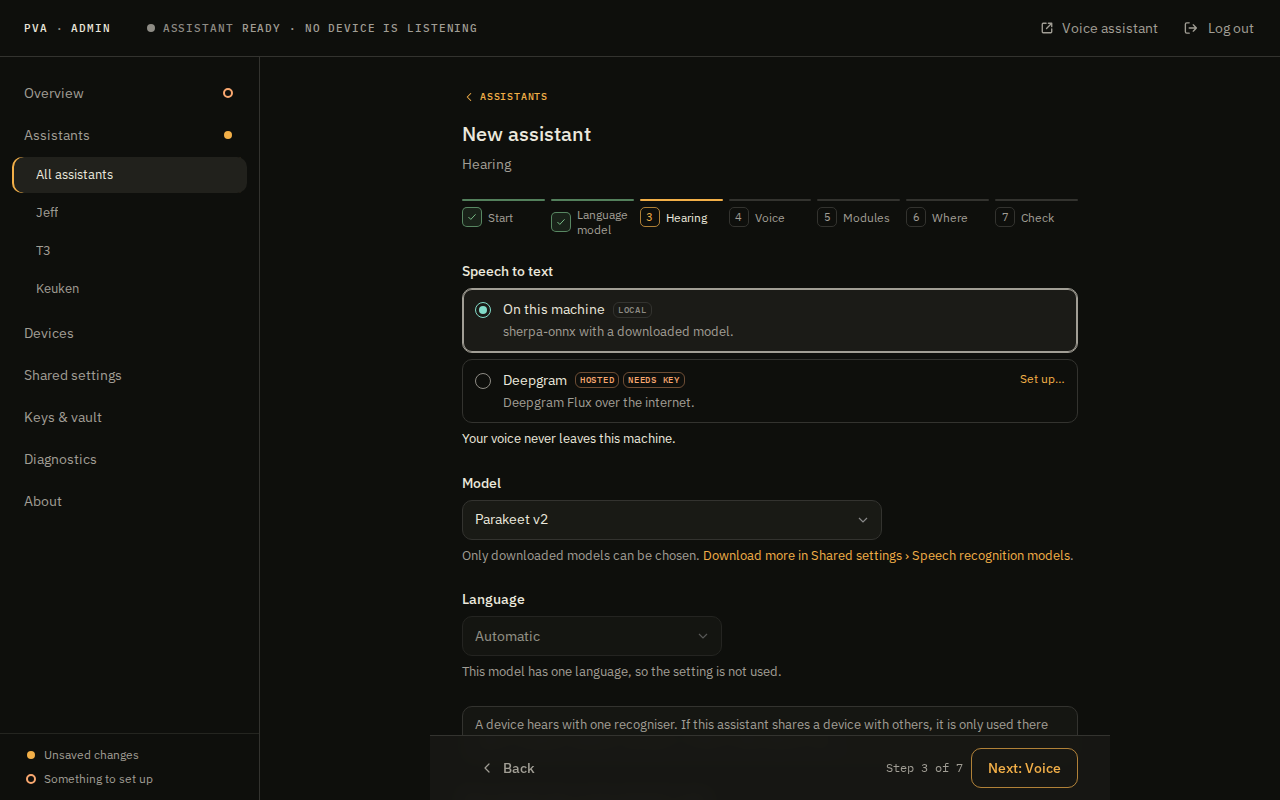 PVA · ADMIN
ASSISTANT READY · NO DEVICE IS LISTENING
Voice assistant
Log out
Overview
Assistants
All assistants
Jeff
T3
Keuken
Devices
Shared settings
Keys & vault
Diagnostics
About
Unsaved changes
Something to set up
ASSISTANTS
New assistant
Hearing
Start
Language
model
3 Hearing
4 Voice
5 Modules
6 Where
7 Check
Speech to text
On this machine LOCAL
sherpa-onnx with a downloaded model.
Deepgram HOSTED NEEDS KEY
Set up…
Deepgram Flux over the internet.
Your voice never leaves this machine.
Model
Parakeet v2
Only downloaded models can be chosen. Download more in Shared settings › Speech recognition models.
Language
Automatic
This model has one language, so the setting is not used.
A device hears with one recogniser. If this assistant shares a device with others, it is only used there
Back
Step 3 of 7
Next: Voice